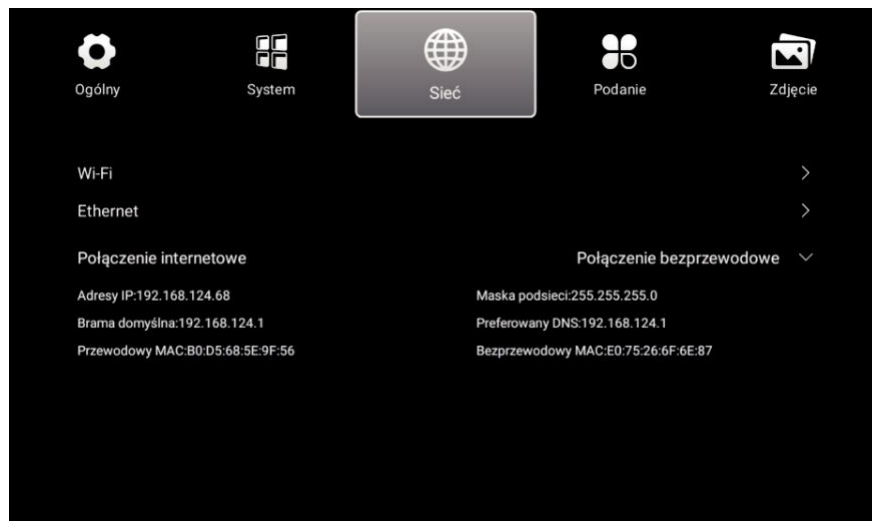 Ogólny
System
Sieć
Podanie
Zdjęcie
Wi-Fi
Ethernet
Połączenie internetowe
Połączenie bezprzewodowe
Adresy IP:192.168.124.68
Maska podsieci:255.255.255.0
Brama domyślna:192.168.124.1
Preferowany DNS:192.168.124.1
Przewodowy MAC:B0:D5:68:5E:9F:56
Bezprzewodowy MAC:E0:75:26:6F:6E:87